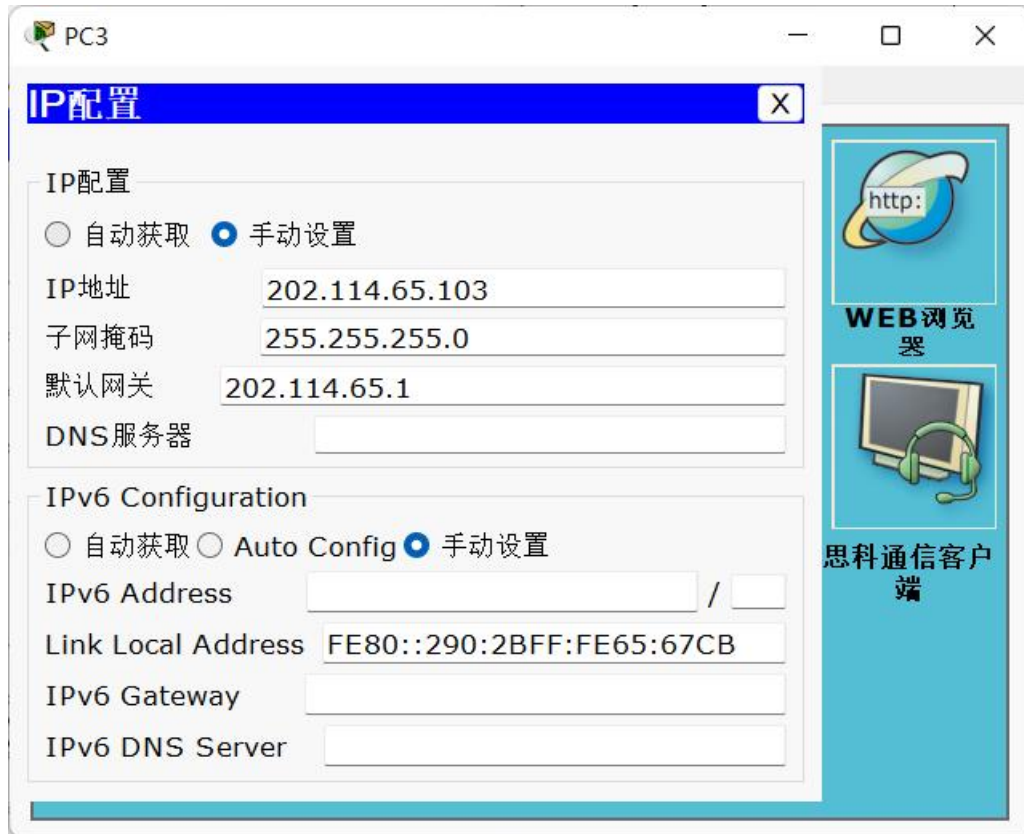 PC3
IP配置
X
IP配置
自动获取 手动设置
IP地址 202.114.65.103
子网掩码 255.255.255.0
默认网关 202.114.65.1
DNS服务器
IPv6 Configuration
自动获取 Auto Config 手动设置
IPv6 Address /
Link Local Address FE80::290:2BFF:FE65:67CB
IPv6 Gateway
IPv6 DNS Server
http:
WEB浏览
器
思科通信客户
端